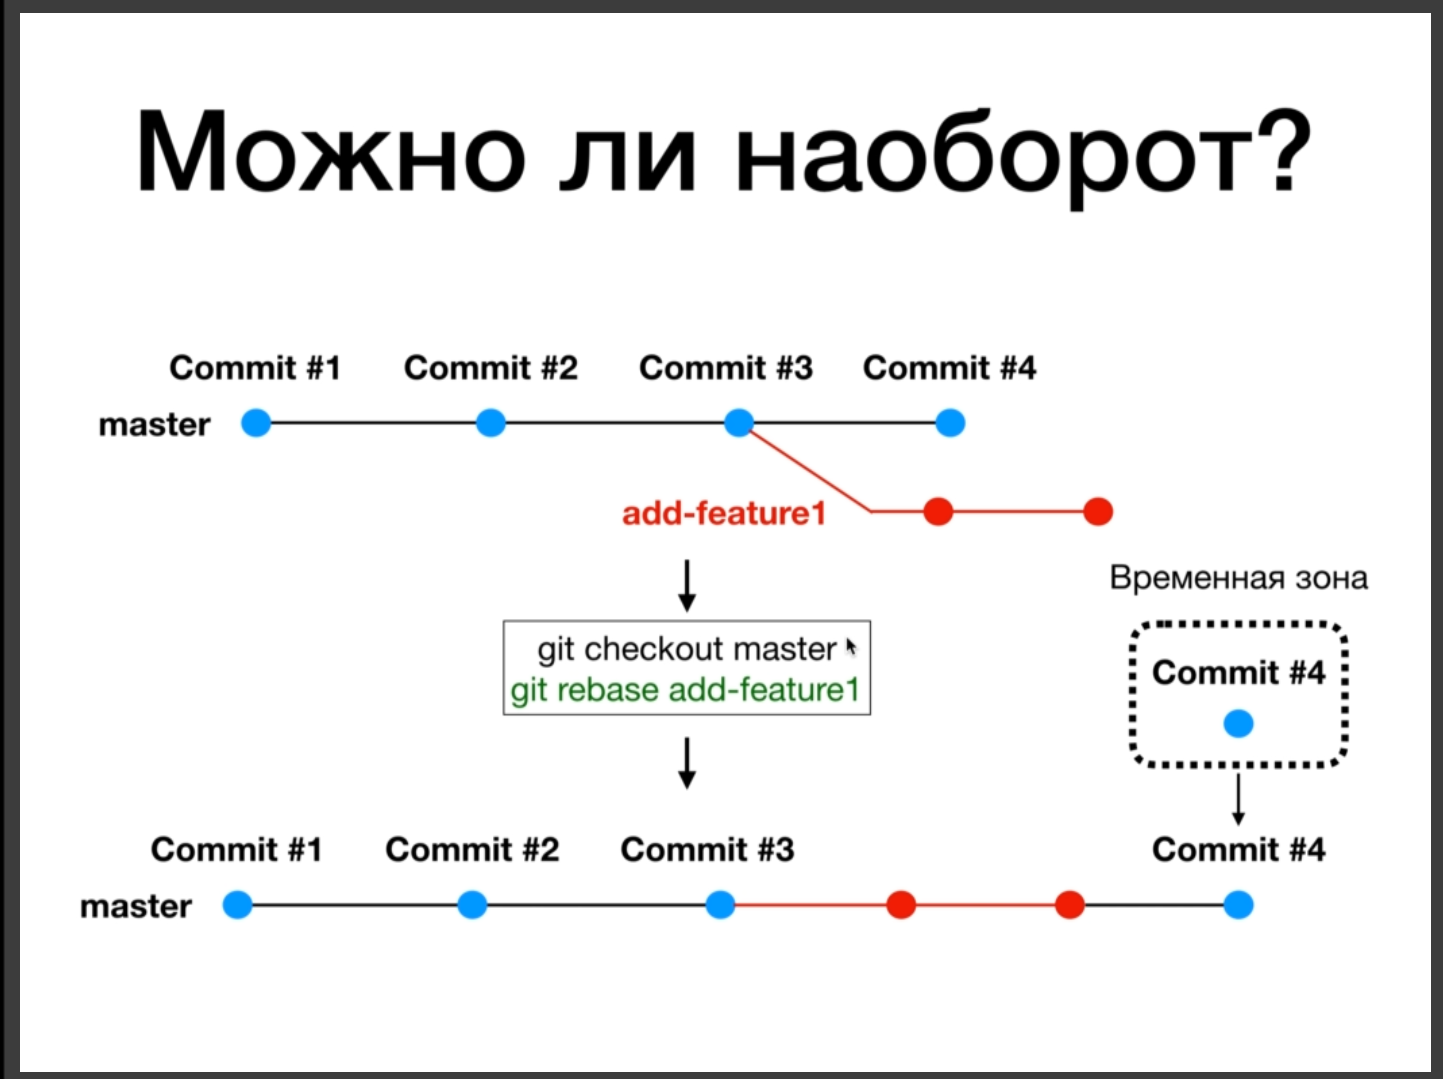 Можно ли наоборот?
Commit #1 Commit #2 Commit #3 Commit #4
master
add-feature1
Временная зона
git checkout master
git rebase add-feature1
Commit #4
Commit #1 Commit #2 Commit #3 Commit #4
master